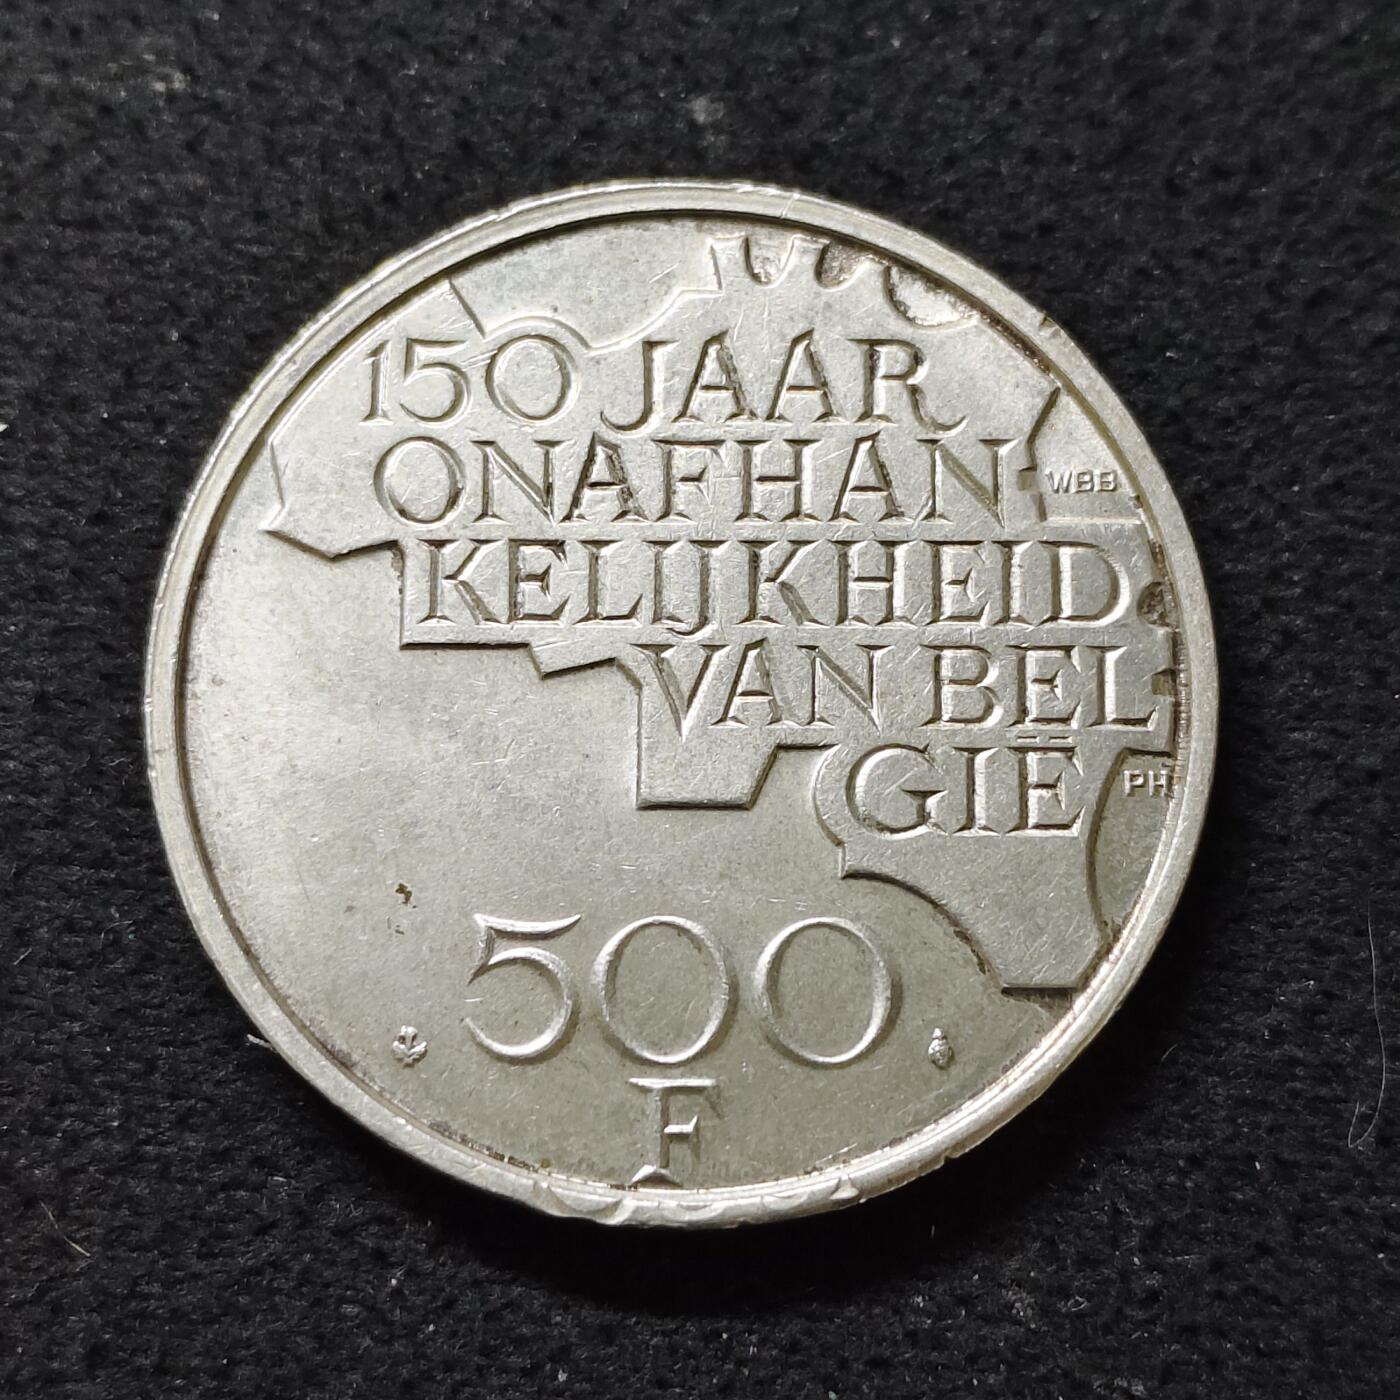 150 JAAR
ONAFHAN
WBB
KELIJKHEID
VAN BEL
GIË
PH
500
F